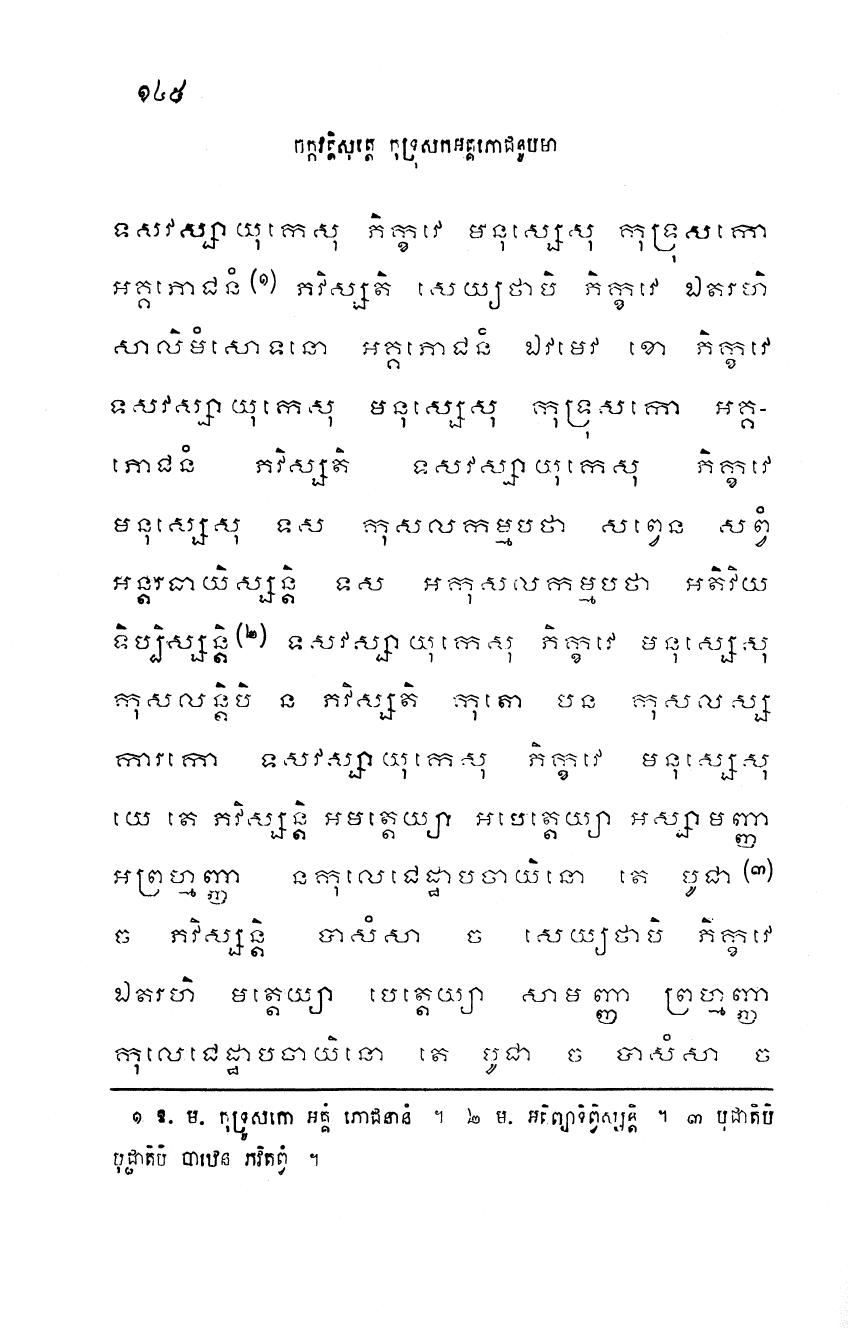 ១៤៥
ចក្កវត្តិសុត្តេ កុទ្រុសកអគ្គភោជនូបមា
ទសវស្សាយុកេសុ ភិក្ខវេ មនុស្សេសុ កុទ្រុសកោ
អគ្គភោជនំ (១) ភវិស្សតិ សេយ្យថាបិ ភិក្ខវេ ឯតរហិ
សាលិមំសោទនោ អគ្គភោជនំ ឯវមេវ ខោ ភិក្ខវេ
ទសវស្សាយុកេសុ មនុស្សេសុ កុទ្រុសកោ អគ្គ-
ភោជនំ ភវិស្សតិ ទសវស្សាយុកេសុ ភិក្ខវេ
មនុស្សេសុ ទស កុសលកម្មបថា សព្វេន សព្វំ
អន្តរធាយិស្សន្តិ ទស អកុសលកម្មបថា អតិវិយ
ទិប្បិស្សន្តិ (២) ទសវស្សាយុកេសុ ភិក្ខវេ មនុស្សេសុ
កុសលន្តិបិ ន ភវិស្សតិ កុតោ បន កុសលស្ស
ការកោ ទសវស្សាយុកេសុ ភិក្ខវេ មនុស្សេសុ
យេ តេ ភវិស្សន្តិ អមត្តេយ្យា អបេត្តេយ្យា អស្សាមញ្ញា
អព្រហ្មញ្ញា នកុលេជេដ្ឋាបចាយិនោ តេ បូជា (៣)
ច ភវិស្សន្តិ បាសំសា ច សេយ្យថាបិ ភិក្ខវេ
ឯតរហិ មត្តេយ្យា បេត្តេយ្យា សាមញ្ញា ព្រហ្មញ្ញា
កុលេជេដ្ឋាបចាយិនោ តេ បូជា ច បាសំសា ច
១ ឱ. ម. កុទ្រូសកោ អគ្គំ ភោជនានំ ។ ២ ម. អតិព្យាទិព្វិស្សន្តិ ។ ៣ បុជាតិបិ
បុជ្ជាតិបិ បាឋេន ភវិតព្វំ ។